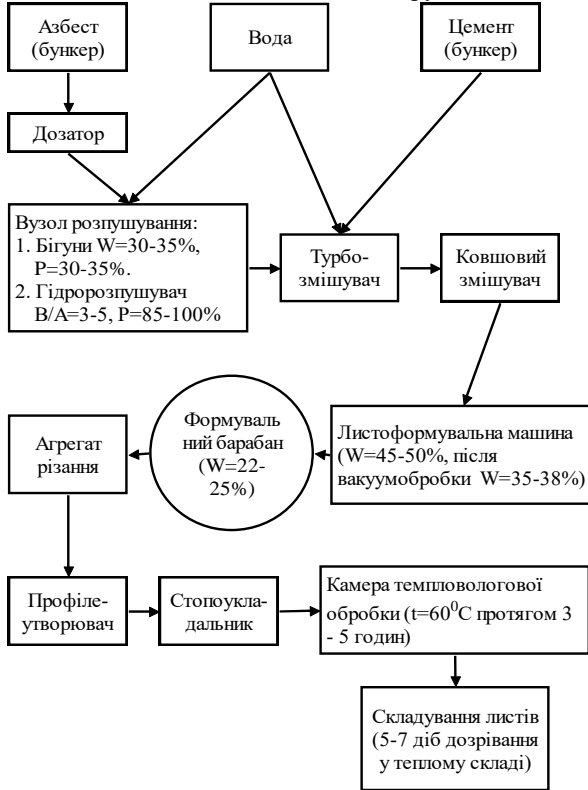 Азбест
(бункер)
Вода
Цемент
(бункер)
Дозатор
Вузол розпушування:
1. Бігуни W=30-35%,
P=30-35%.
2. Гідророзпушувач
В/А=3-5, P=85-100%
Турбо-
змішувач
Ковшовий
змішувач
Агрегат
різання
Формуваль
ний барабан
(W=22-
25%)
Листоформувальна машина
(W=45-50%, після
вакуумобробки W=35-38%)
Профіле-
утворювач
Стопоукла-
дальник
Камера темпловологової
обробки (t=60⁰С протягом 3
- 5 годин)
Складування листів
(5-7 діб дозрівання
у теплому складі)